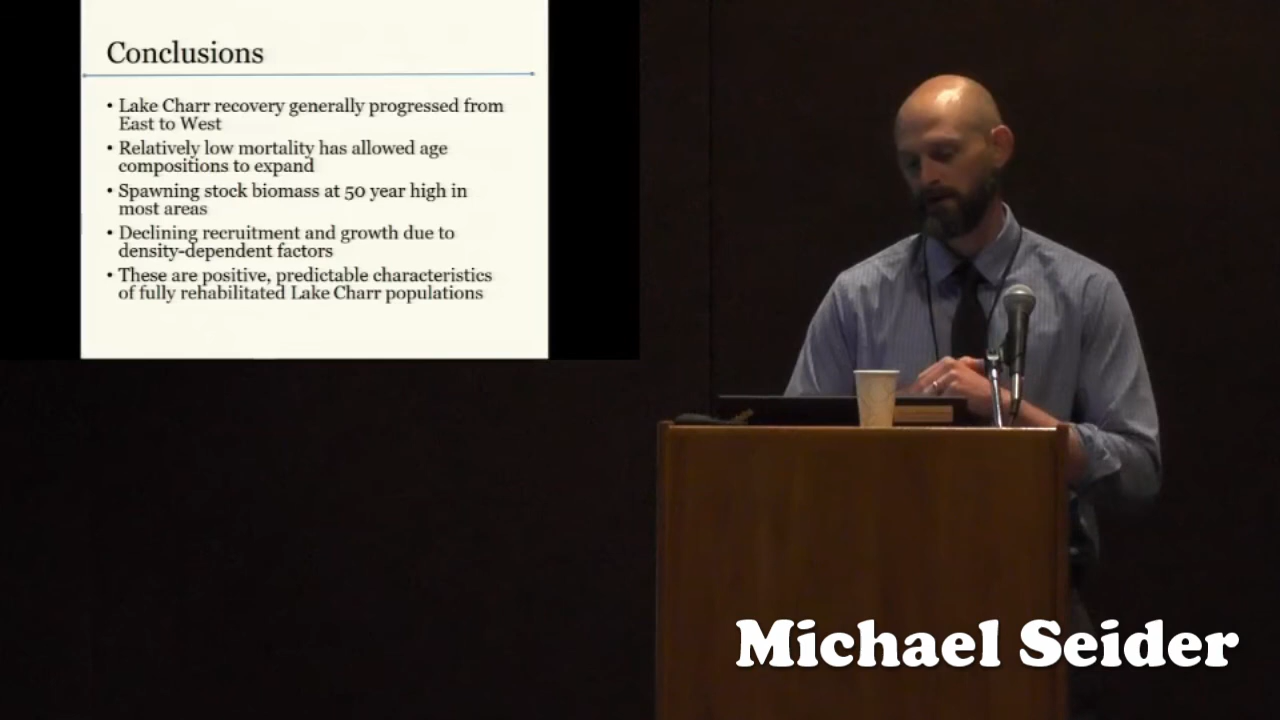 Conclusions
• Lake Charr recovery generally progressed from
East to West
• Relatively low mortality has allowed age
compositions to expand
• Spawning stock biomass at 50 year high in
most areas
• Declining recruitment and growth due to
density-dependent factors
• These are positive, predictable characteristics
of fully rehabilitated Lake Charr populations
Michael Seider